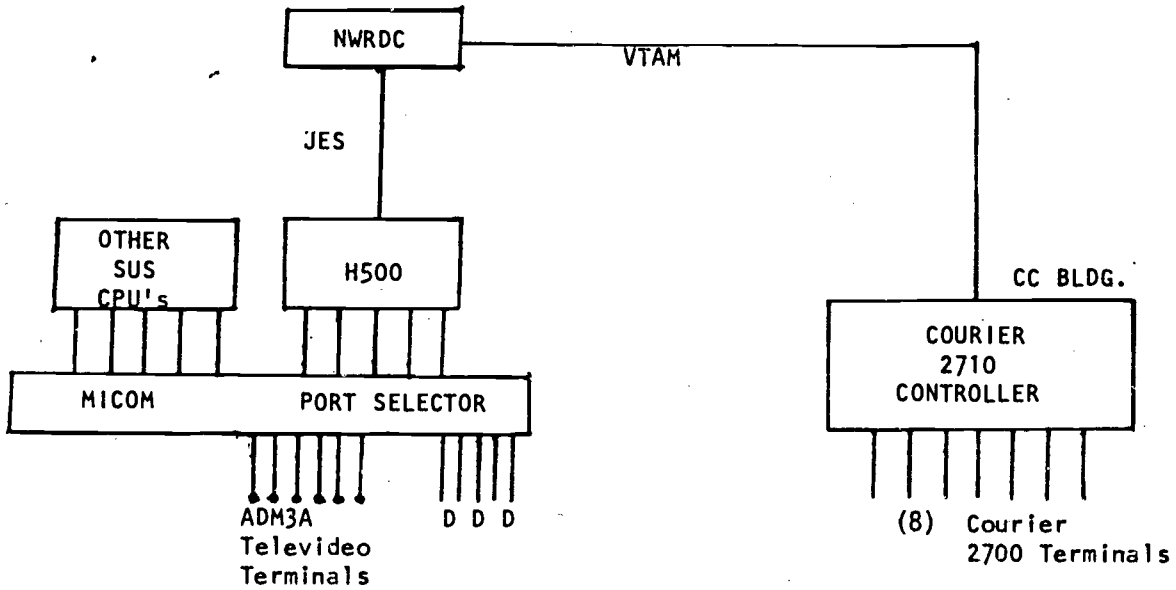 NWRDC
VTAM
JES
OTHER
SUS
CPU's
H500
CC BLDG.
COURIER
2710
CONTROLLER
MICOM PORT SELECTOR
ADM3A
Televideo
Terminals
D D D
(8) Courier
2700 Terminals